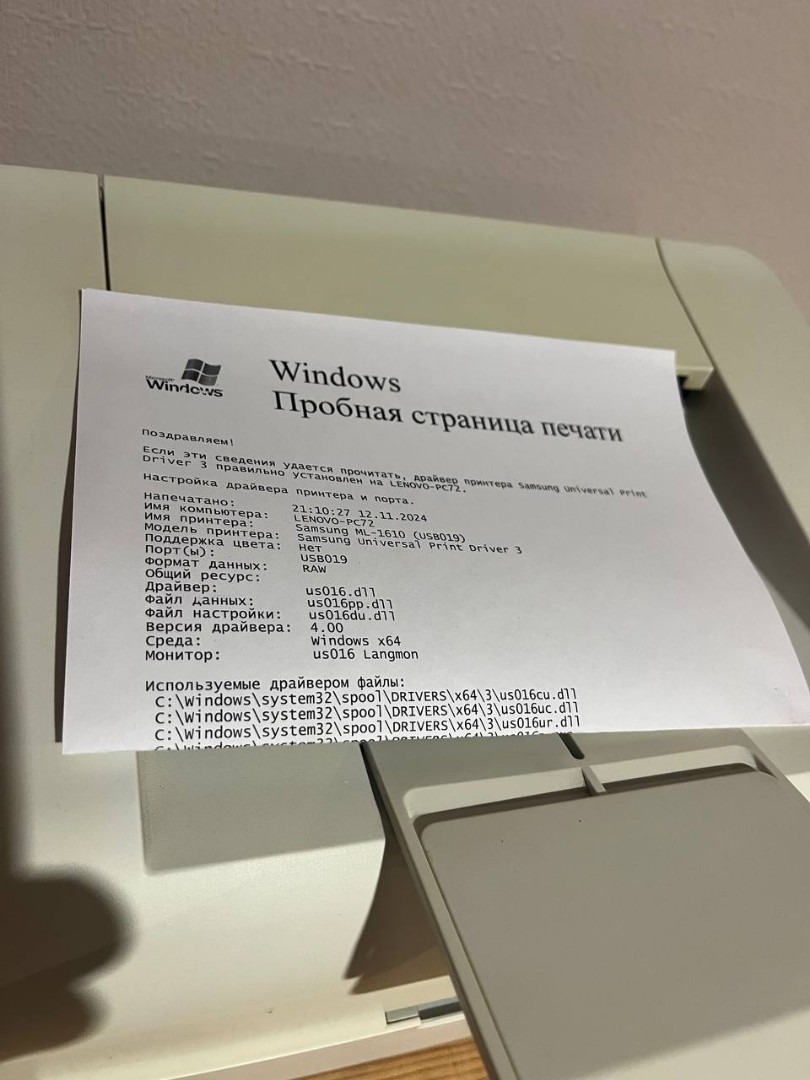 Microsoft
Windows
Windows
Пробная страница печати
Поздравляем!
Если эти сведения удается прочитать, драйвер принтера Samsung Universal Print
Driver 3 правильно установлен на LENOVO-PC72.
Настройка драйвера принтера и порта.
Напечатано: 21:10:27 12.11.2024
Имя компьютера: LENOVO-PC72
Имя принтера: Samsung ML-1610 (USB019)
Модель принтера: Samsung Universal Print Driver 3
Поддержка цвета: Нет
Порт(ы): USB019
Формат данных: RAW
Общий ресурс:
Драйвер: us016.dll
Файл данных: us016pp.dll
Файл настройки: us016du.dll
Версия драйвера: 4.00
Среда: Windows x64
Монитор: us016 Langmon
Используемые драйвером файлы:
C:\Windows\system32\spool\DRIVERS\x64\3\us016cu.dll
C:\Windows\system32\spool\DRIVERS\x64\3\us016uc.dll
C:\Windows\system32\spool\DRIVERS\x64\3\us016ur.dll